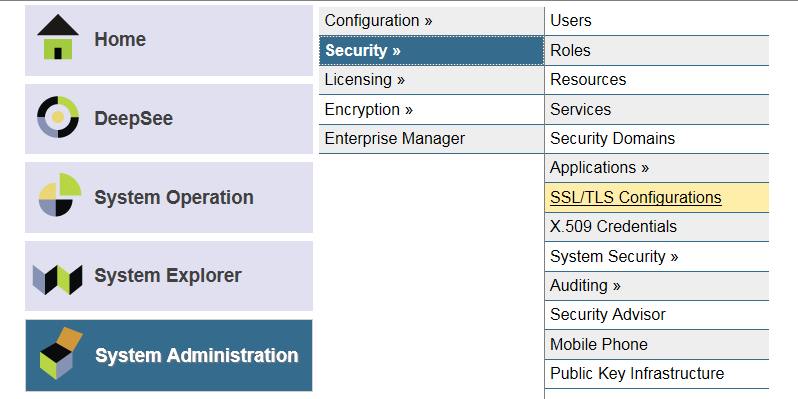 Home
DeepSee
System Operation
System Explorer
System Administration
Configuration »
Security »
Licensing »
Encryption »
Enterprise Manager
Users
Roles
Resources
Services
Security Domains
Applications »
SSL/TLS Configurations
X.509 Credentials
System Security »
Auditing »
Security Advisor
Mobile Phone
Public Key Infrastructure